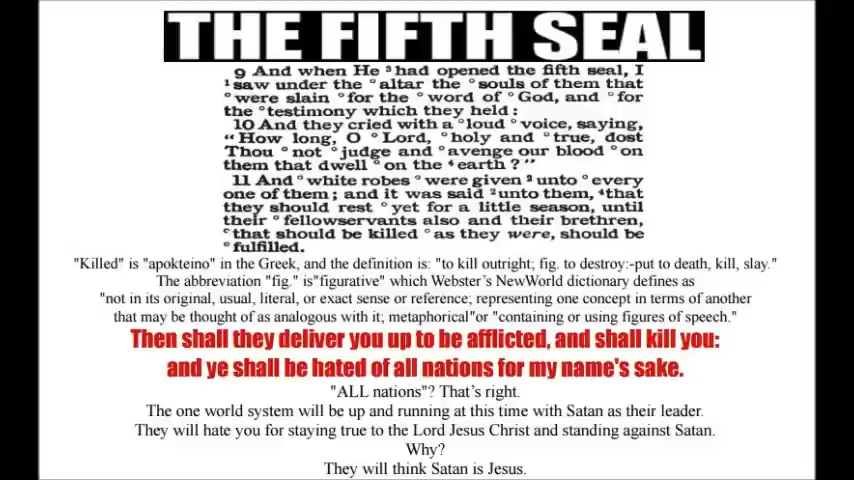 THE FIFTH SEAL
9 And when He ³had opened the fifth seal, I
¹saw under the °altar the °souls of them that
°were slain °for the °word of °God, and °for
the °testimony which they held:
10 And they cried with a °loud °voice, saying,
"°How long, O °Lord, °holy and °true, dost
Thou °not °judge and °avenge our blood °on
them that dwell °on the ⁴earth?"
11 And °white robes °were given ²unto °every
one of them; and it was said ²unto them, ⁴that
they should rest °yet for a little season, until
their °fellowservants also and their brethren,
°that should be killed °as they were, should be
°fulfilled.
"Killed" is "apokteino" in the Greek, and the definition is: "to kill outright; fig. to destroy:-put to death, kill, slay."
The abbreviation "fig." is"figurative" which Webster's NewWorld dictionary defines as
"not in its original, usual, literal, or exact sense or reference; representing one concept in terms of another
that may be thought of as analogous with it; metaphorical"or "containing or using figures of speech."
Then shall they deliver you up to be afflicted, and shall kill you:
and ye shall be hated of all nations for my name's sake.
"ALL nations"? That's right.
The one world system will be up and running at this time with Satan as their leader.
They will hate you for staying true to the Lord Jesus Christ and standing against Satan.
Why?
They will think Satan is Jesus.